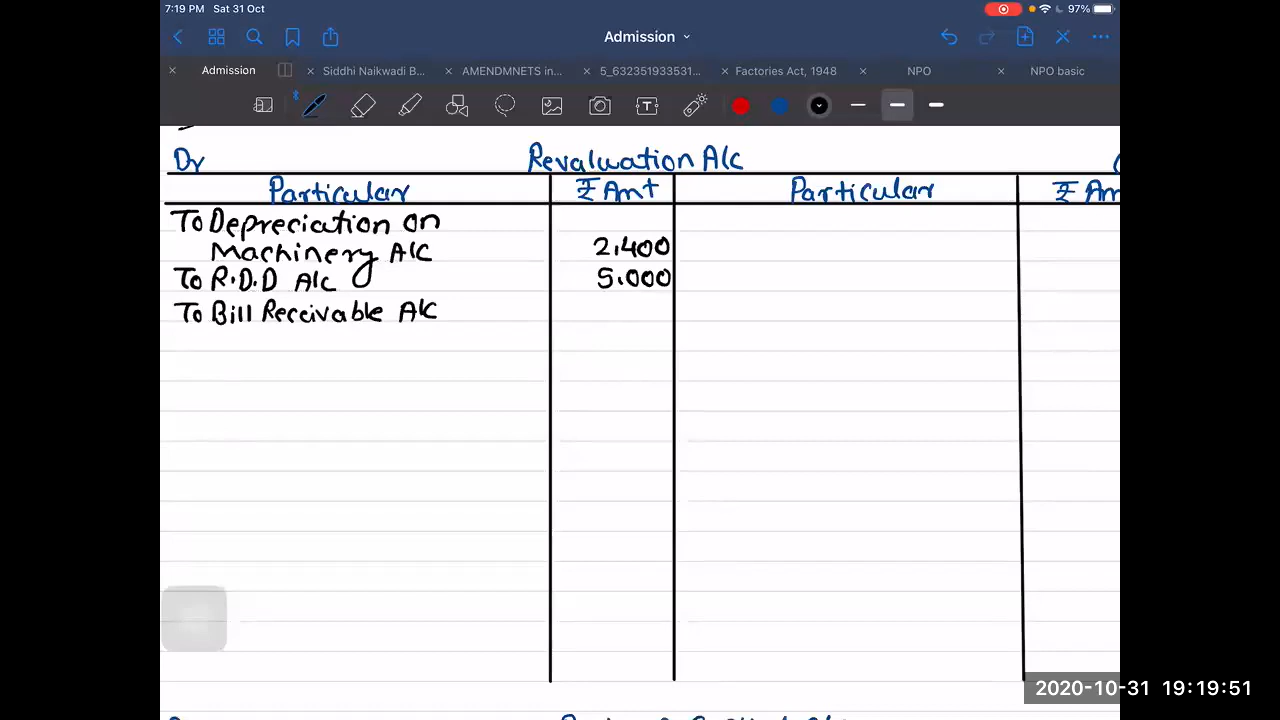 7:19 PM Sat 31 Oct
97%
Admission
Admission
Siddhi Naikwadi B...
AMENDMNETS in...
5_632351933531...
Factories Act, 1948
NPO
NPO basic
Dr Revaluation A/c
Particular ₹ Amt Particular ₹ Am
To Depreciation on
Machinery A/c 2,400
To R.D.D A/c 5,000
To Bill Receivable A/c
2020-10-31 19:19:51